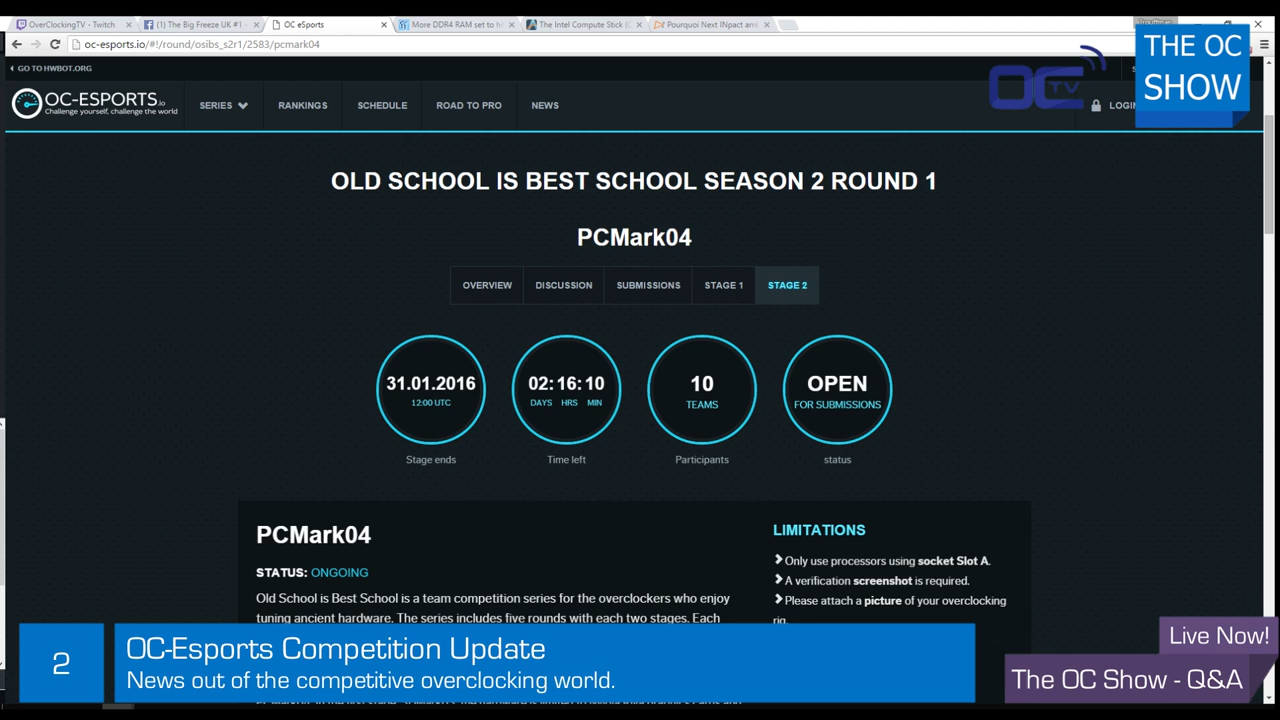 OverClockingTV - Twitch
(1) The Big Freeze UK #1 -
OC eSports
More DDR4 RAM set to h
The Intel Compute Stick (C
Pourquoi Next INpact an
oc-esports.io/#!/round/osibs_s2r1/2583/pcmark04
GO TO HWBOT.ORG
OC TV
THE OC
SHOW
OC-ESPORTS.io
Challenge yourself, challenge the world
SERIES
RANKINGS
SCHEDULE
ROAD TO PRO
NEWS
LOGIN
OLD SCHOOL IS BEST SCHOOL SEASON 2 ROUND 1
PCMark04
OVERVIEW
DISCUSSION
SUBMISSIONS
STAGE 1
STAGE 2
31.01.2016
12:00 UTC
Stage ends
02:16:10
DAYS HRS MIN
Time left
10
TEAMS
Participants
OPEN
FOR SUBMISSIONS
status
PCMark04
STATUS: ONGOING
Old School is Best School is a team competition series for the overclockers who enjoy
tuning ancient hardware. The series includes five rounds with each two stages. Each
LIMITATIONS
Only use processors using socket Slot A.
A verification screenshot is required.
Please attach a picture of your overclocking
rig.
2
OC-Esports Competition Update
News out of the competitive overclocking world.
Live Now!
The OC Show - Q&A